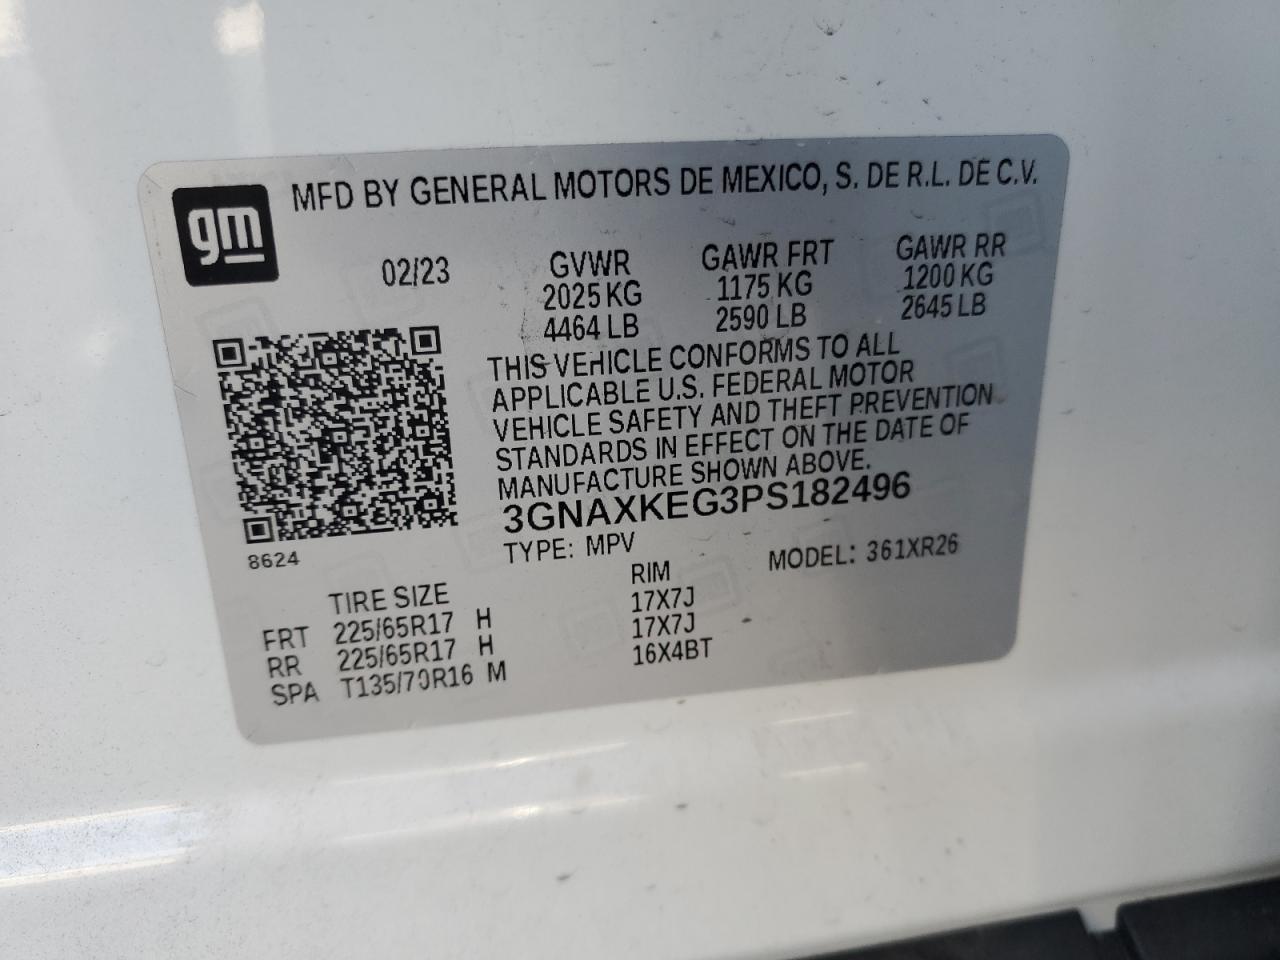 gm
MFD BY GENERAL MOTORS DE MEXICO, S. DE R.L. DE C.V.
02/23 GVWR GAWR FRT GAWR RR
2025 KG 1175 KG 1200 KG
4464 LB 2590 LB 2645 LB
THIS VEHICLE CONFORMS TO ALL
APPLICABLE U.S. FEDERAL MOTOR
VEHICLE SAFETY AND THEFT PREVENTION
STANDARDS IN EFFECT ON THE DATE OF
MANUFACTURE SHOWN ABOVE.
3GNAXKEG3PS182496
8624
TYPE: MPV MODEL: 361XR26
TIRE SIZE RIM
FRT 225/65R17 H 17X7J
RR 225/65R17 H 17X7J
SPA T135/70R16 M 16X4BT